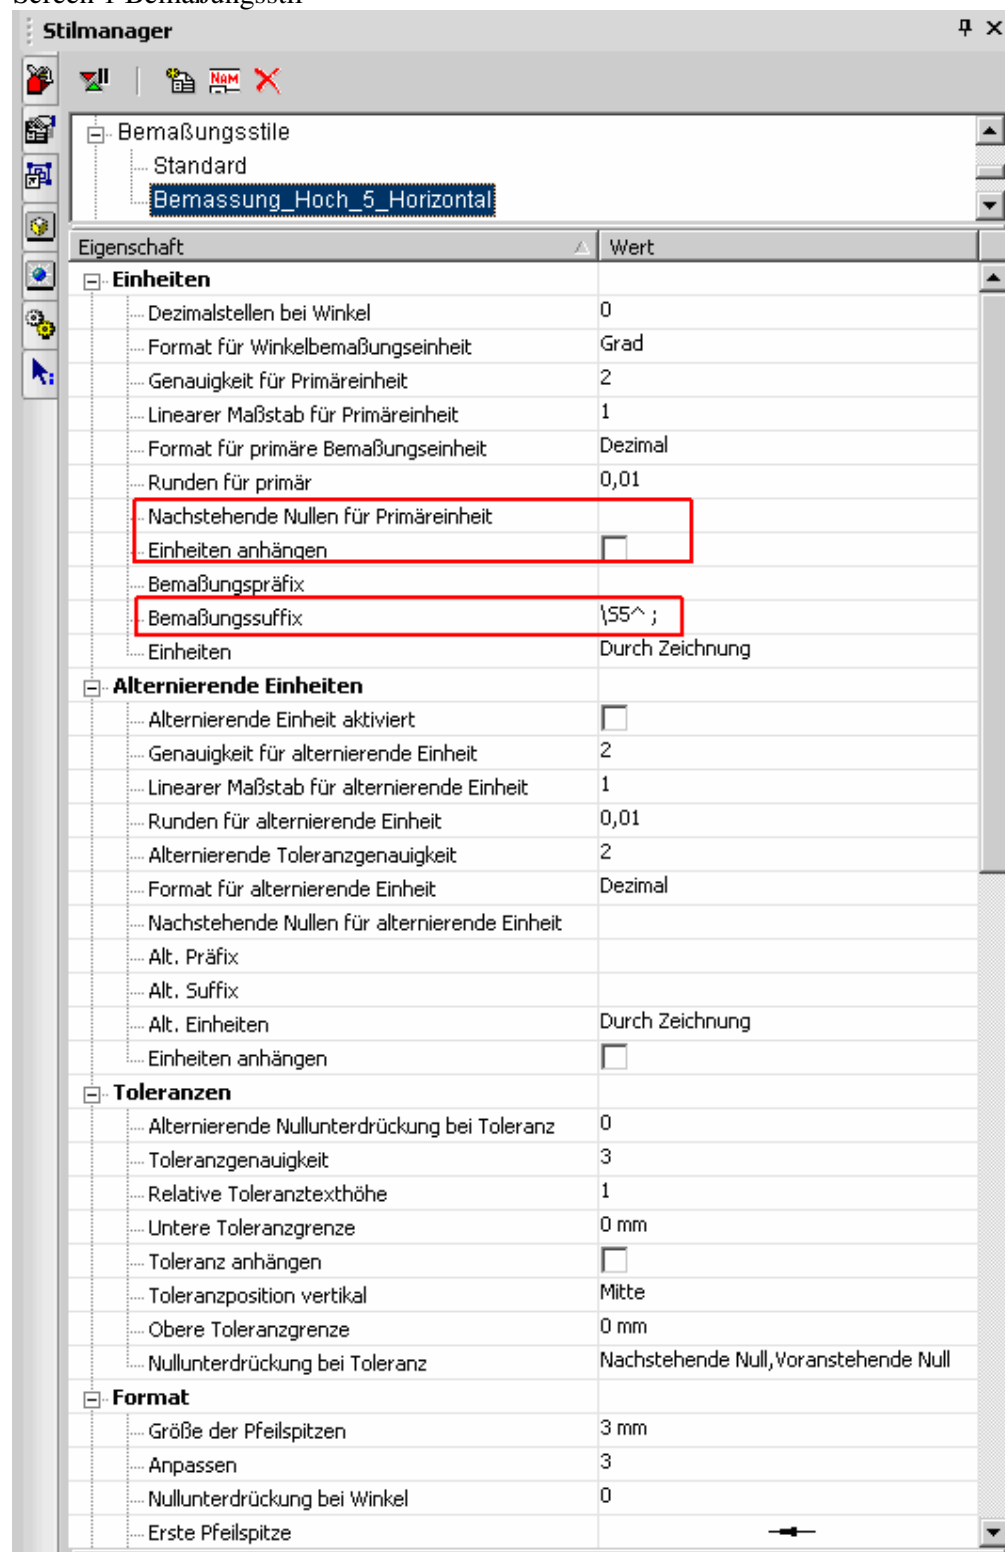 Screen 1 Bemaßungsstil
Stilmanager
NAM
Bemaßungsstile
Standard
Bemassung_Hoch_5_Horizontal
Eigenschaft Wert
Einheiten
Dezimalstellen bei Winkel 0
Format für Winkelbemaßungseinheit Grad
Genauigkeit für Primäreinheit 2
Linearer Maßstab für Primäreinheit 1
Format für primäre Bemaßungseinheit Dezimal
Runden für primär 0,01
Nachstehende Nullen für Primäreinheit
Einheiten anhängen
Bemaßungspräfix
Bemaßungssuffix \S5^ ;
Einheiten Durch Zeichnung
Alternierende Einheiten
Alternierende Einheit aktiviert
Genauigkeit für alternierende Einheit 2
Linearer Maßstab für alternierende Einheit 1
Runden für alternierende Einheit 0,01
Alternierende Toleranzgenauigkeit 2
Format für alternierende Einheit Dezimal
Nachstehende Nullen für alternierende Einheit
Alt. Präfix
Alt. Suffix
Alt. Einheiten Durch Zeichnung
Einheiten anhängen
Toleranzen
Alternierende Nullunterdrückung bei Toleranz 0
Toleranzgenauigkeit 3
Relative Toleranztexthöhe 1
Untere Toleranzgrenze 0 mm
Toleranz anhängen
Toleranzposition vertikal Mitte
Obere Toleranzgrenze 0 mm
Nullunterdrückung bei Toleranz Nachstehende Null,Voranstehende Null
Format
Größe der Pfeilspitzen 3 mm
Anpassen 3
Nullunterdrückung bei Winkel 0
Erste Pfeilspitze